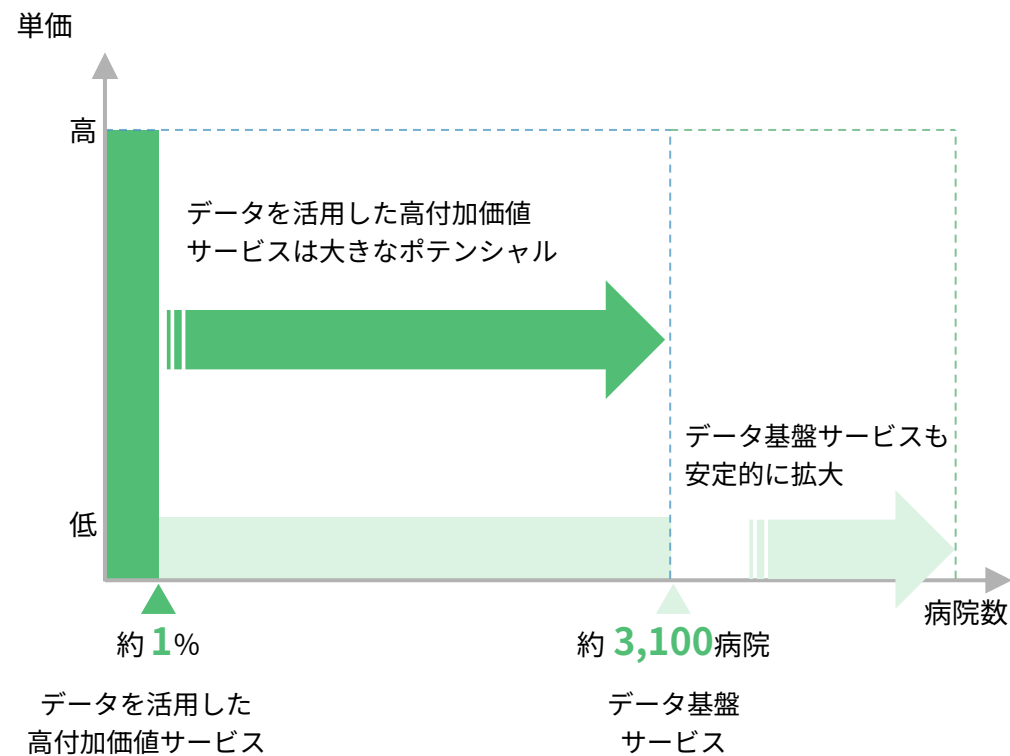 単価
高
データを活用した高付加価値
サービスは大きなポテンシャル
データ基盤サービスも
安定的に拡大
低
病院数
約 1%
約 3,100病院
データを活用した
高付加価値サービス
データ基盤
サービス